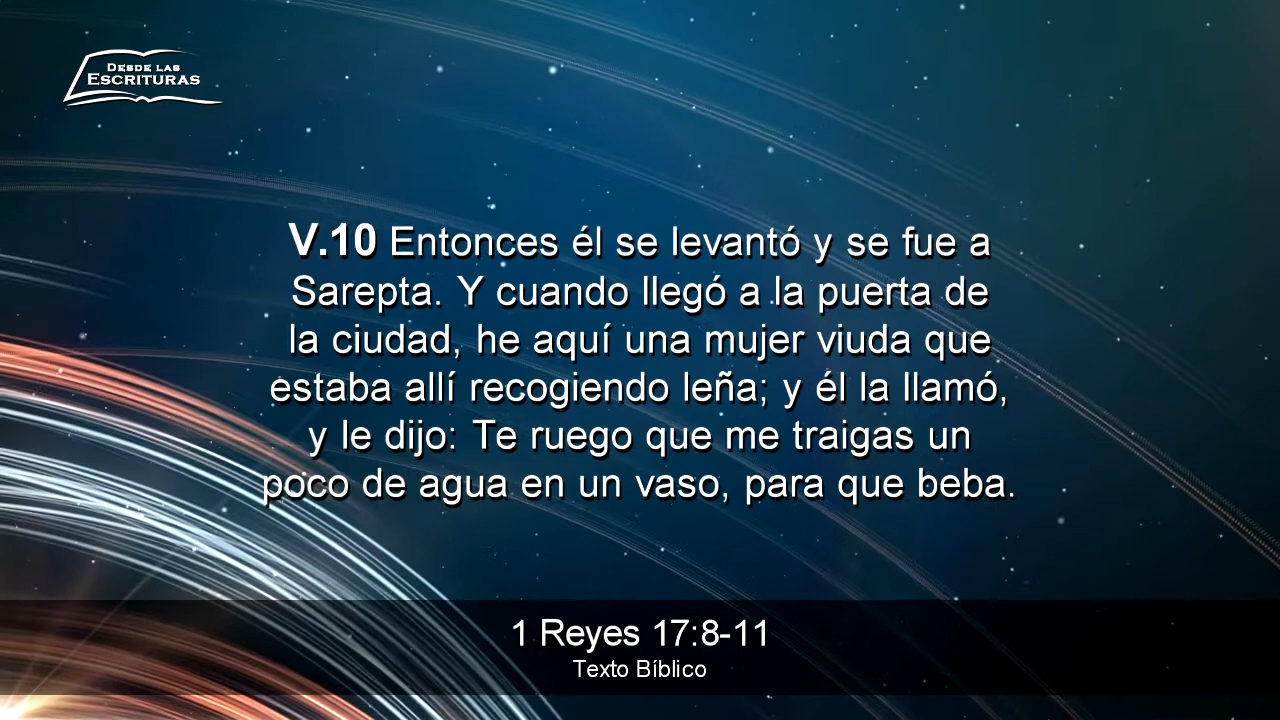 DESDE LAS
ESCRITURAS
V.10 Entonces él se levantó y se fue a
Sarepta. Y cuando llegó a la puerta de
la ciudad, he aquí una mujer viuda que
estaba allí recogiendo leña; y él la llamó,
y le dijo: Te ruego que me traigas un
poco de agua en un vaso, para que beba.
1 Reyes 17:8-11
Texto Bíblico